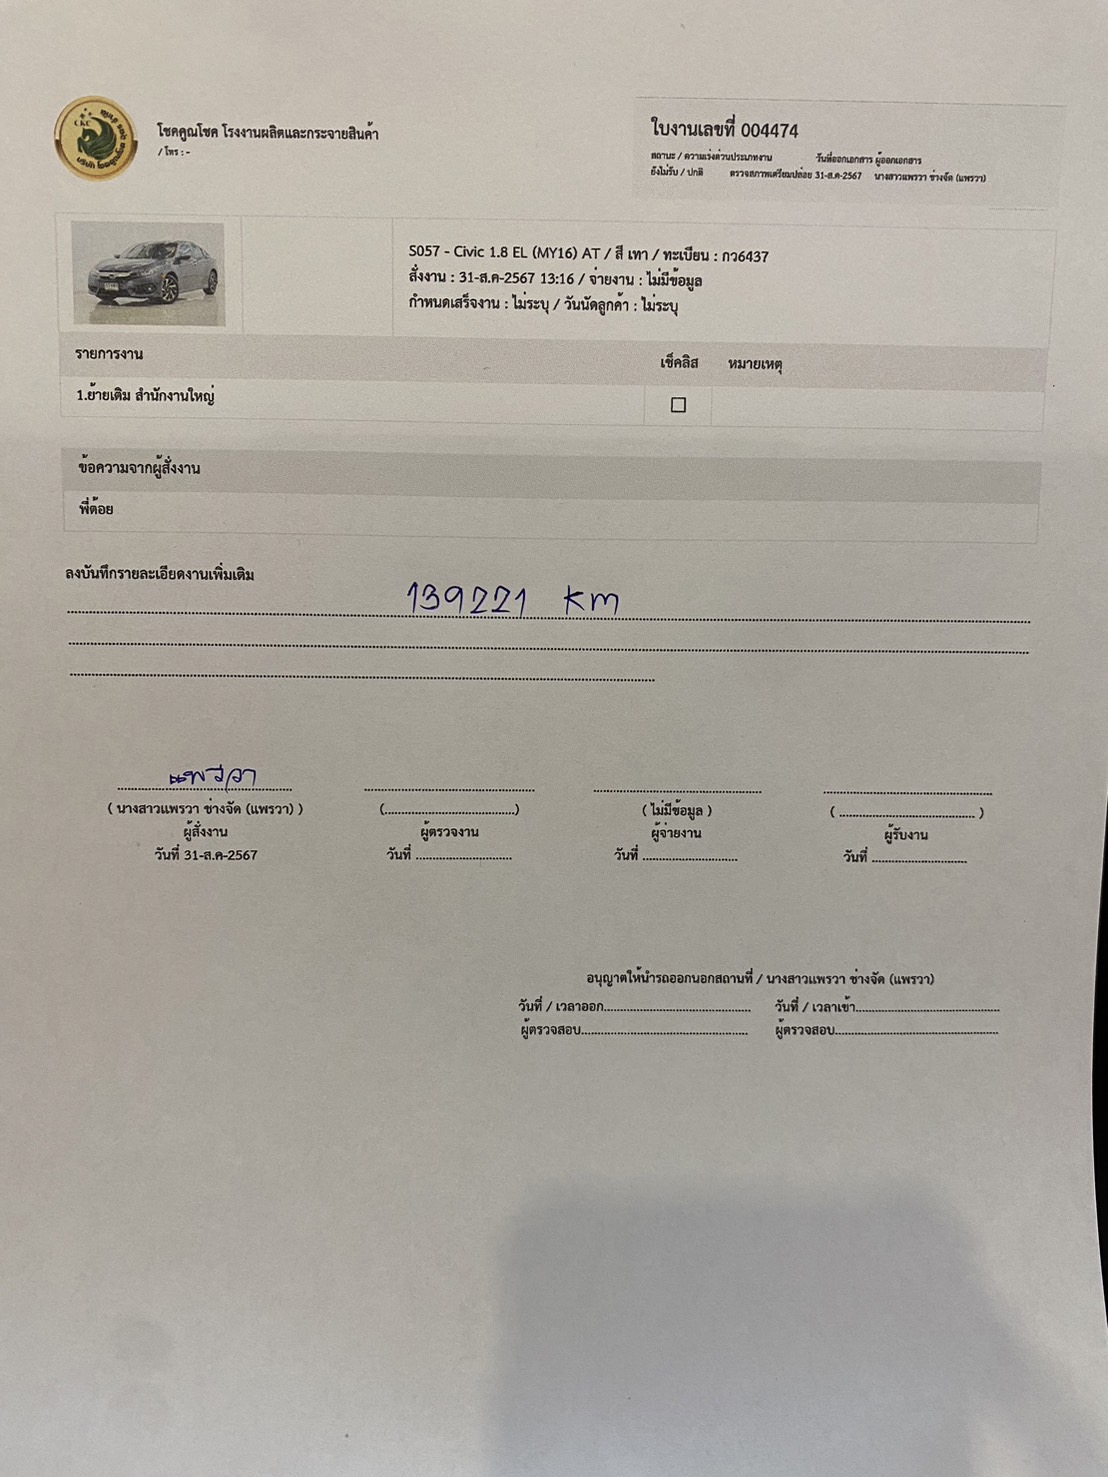 CKC
บริษัท โชคคูณโชค
โชคคูณโชค โรงงานผลิตและกระจายสินค้า
/ โทร : -
ใบงานเลขที่ 004474
สถานะ / ความเร่งด่วน ประเภทงาน วันที่ออกเอกสาร ผู้ออกเอกสาร
ยังไม่รับ / ปกติ ตรวจสภาพเตรียมปล่อย 31-ส.ค-2567 นางสาวแพรวา ช่างจัด (แพรวา)
S057 - Civic 1.8 EL (MY16) AT / สี เทา / ทะเบียน : กว6437
สั่งงาน : 31-ส.ค-2567 13:16 / จ่ายงาน : ไม่มีข้อมูล
กำหนดเสร็จงาน : ไม่ระบุ / วันนัดลูกค้า : ไม่ระบุ
รายการงาน เช็คลิส หมายเหตุ
1.ย้ายเดิม สำนักงานใหญ่ ☐
ข้อความจากผู้สั่งงาน
พี่ต้อย
ลงบันทึกรายละเอียดงานเพิ่มเติม
139221 KM
แพรวา
( นางสาวแพรวา ช่างจัด (แพรวา) ) (..............................) ( ไม่มีข้อมูล ) ( .............................. )
ผู้สั่งงาน ผู้ตรวจงาน ผู้จ่ายงาน ผู้รับงาน
วันที่ 31-ส.ค-2567 วันที่ ...................... วันที่ ...................... วันที่ ......................
อนุญาตให้นำรถออกนอกสถานที่ / นางสาวแพรวา ช่างจัด (แพรวา)
วันที่ / เวลาออก.................................. วันที่ / เวลาเข้า..................................
ผู้ตรวจสอบ...................................... ผู้ตรวจสอบ......................................